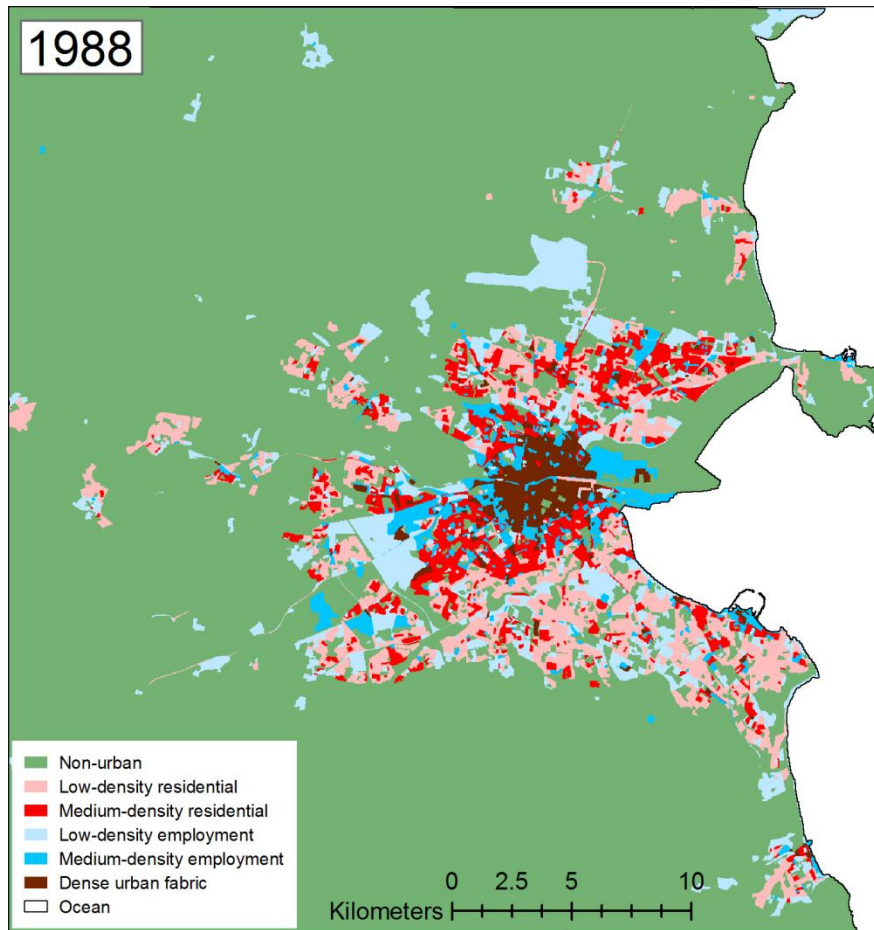 1988
Non-urban
Low-density residential
Medium-density residential
Low-density employment
Medium-density employment
Dense urban fabric
Ocean
0 2.5 5 10
Kilometers